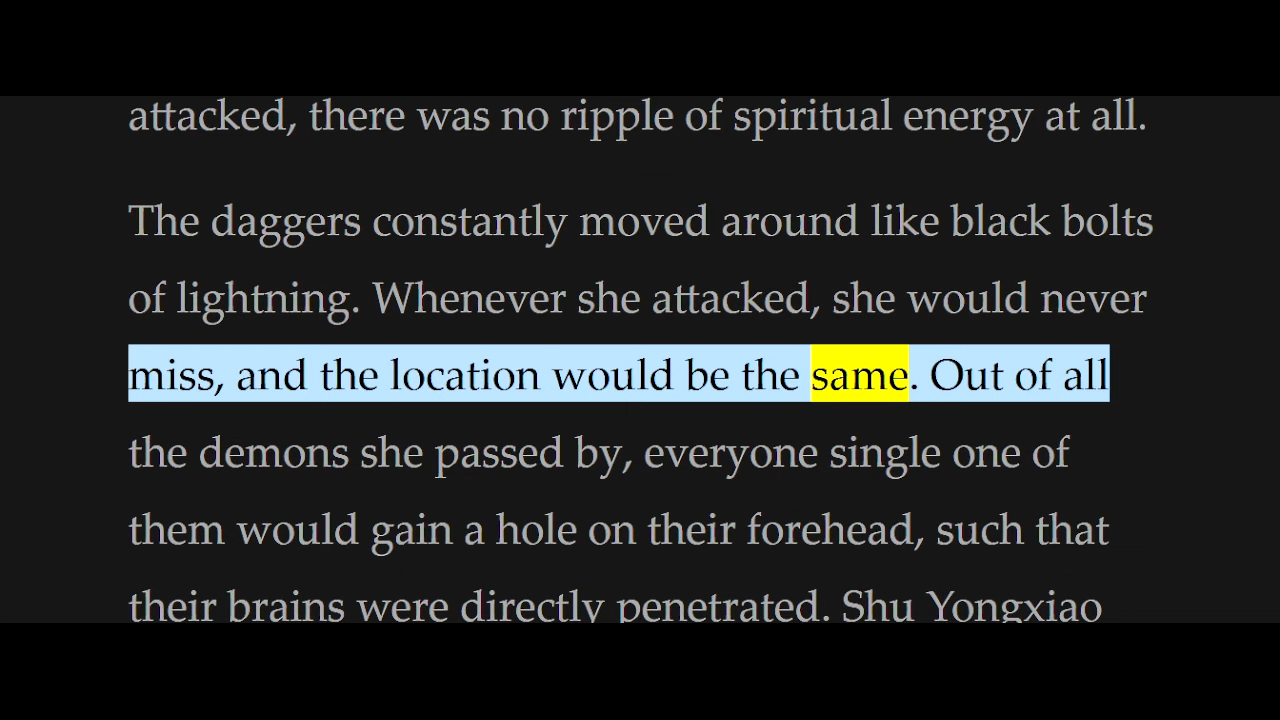 attacked, there was no ripple of spiritual energy at all.
The daggers constantly moved around like black bolts
of lightning. Whenever she attacked, she would never
miss, and the location would be the same. Out of all
the demons she passed by, everyone single one of
them would gain a hole on their forehead, such that
their brains were directly penetrated. Shu Yongxiao